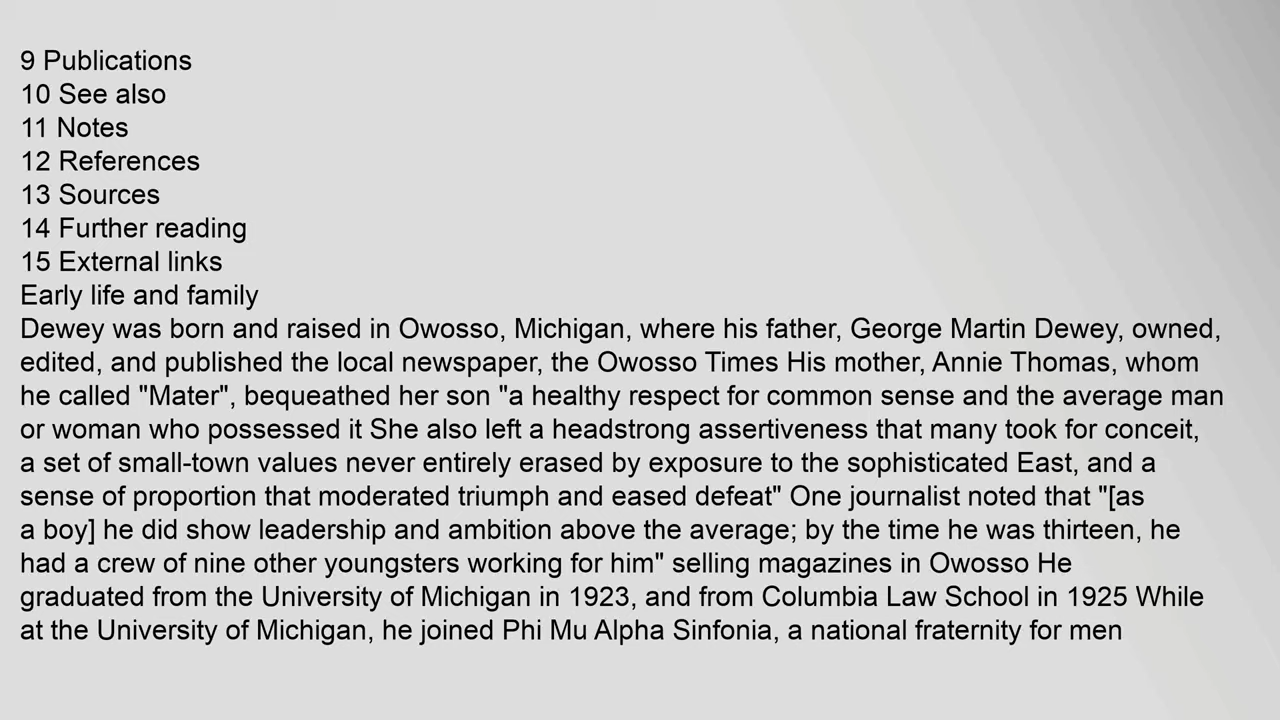 9 Publications
10 See also
11 Notes
12 References
13 Sources
14 Further reading
15 External links
Early life and family
Dewey was born and raised in Owosso, Michigan, where his father, George Martin Dewey, owned,
edited, and published the local newspaper, the Owosso Times His mother, Annie Thomas, whom
he called "Mater", bequeathed her son "a healthy respect for common sense and the average man
or woman who possessed it She also left a headstrong assertiveness that many took for conceit,
a set of small-town values never entirely erased by exposure to the sophisticated East, and a
sense of proportion that moderated triumph and eased defeat" One journalist noted that "[as
a boy] he did show leadership and ambition above the average; by the time he was thirteen, he
had a crew of nine other youngsters working for him" selling magazines in Owosso He
graduated from the University of Michigan in 1923, and from Columbia Law School in 1925 While
at the University of Michigan, he joined Phi Mu Alpha Sinfonia, a national fraternity for men